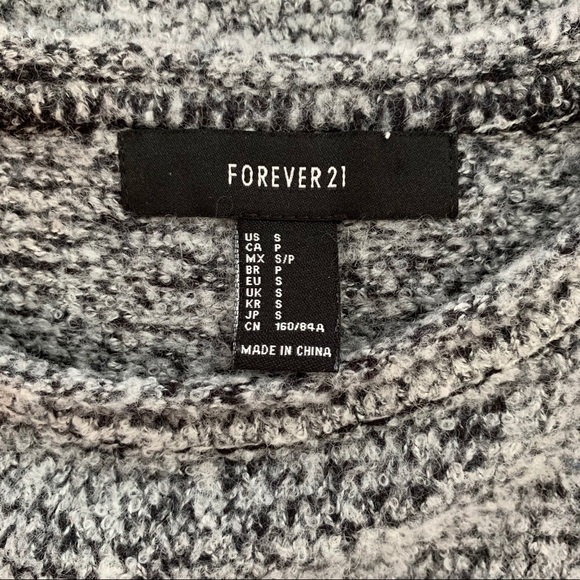 FOREVER 21
US S
CA P
MX S/P
BR P
EU S
UK S
KR S
JP S
CN 160/84A
MADE IN CHINA